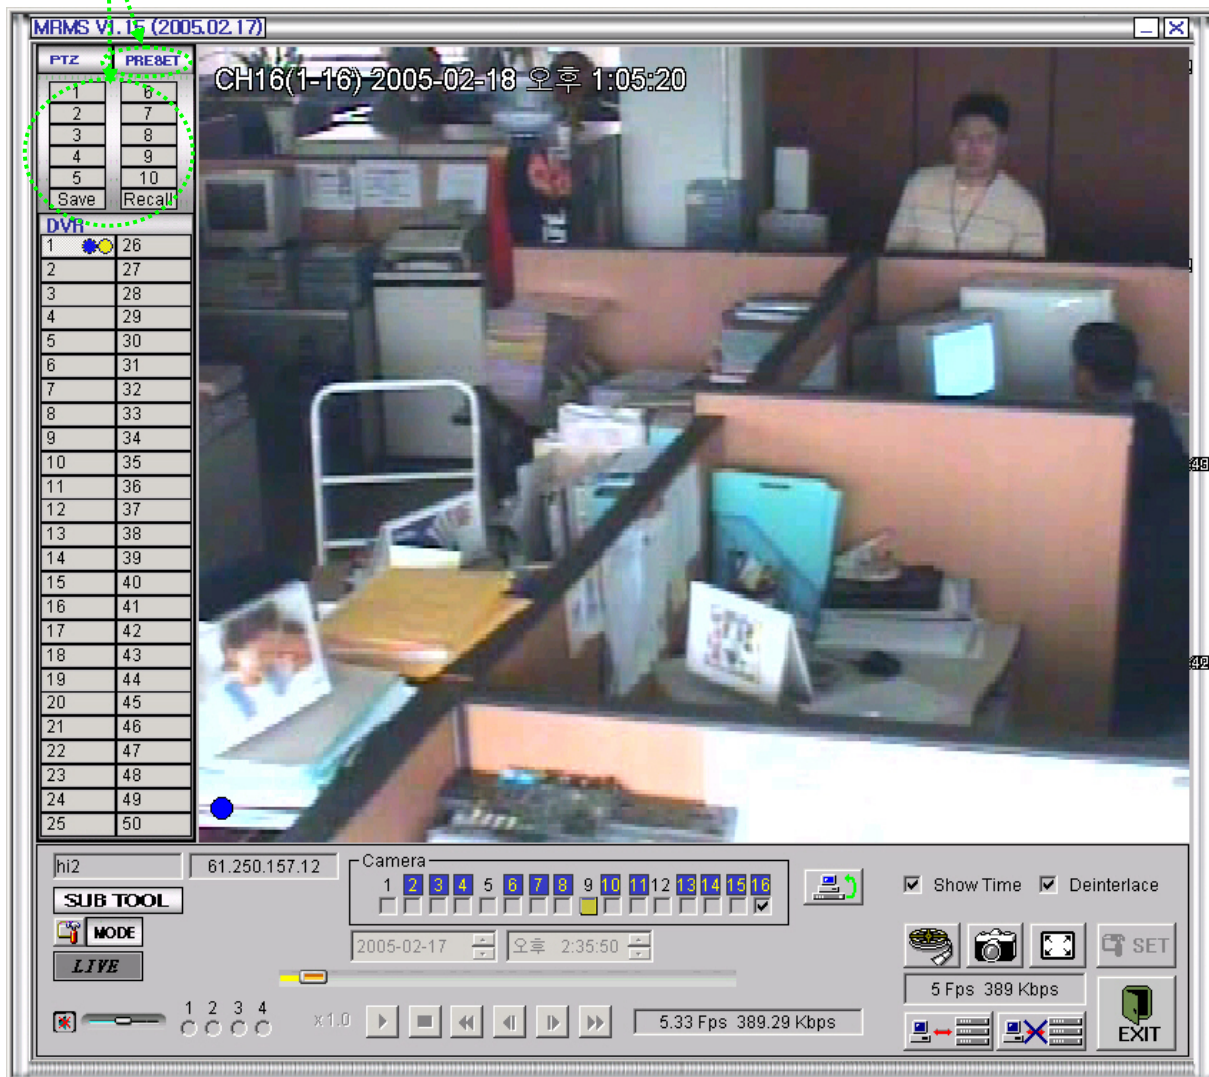 MRMS V1.15 (2005.02.17)
PTZ PRESET
CH16(1-16) 2005-02-18 오후 1:05:20
1 6
2 7
3 8
4 9
5 10
Save Recall
DVR
1 26
2 27
3 28
4 29
5 30
6 31
7 32
8 33
9 34
10 35
11 36
12 37
13 38
14 39
15 40
16 41
17 42
18 43
19 44
20 45
21 46
22 47
23 48
24 49
25 50
49
42
hi2 61.250.157.12
Camera
1 2 3 4 5 6 7 8 9 10 11 12 13 14 15 16
Show Time Deinterlace
SUB TOOL
MODE
LIVE
2005-02-17 오후 2:35:50
SET
5 Fps 389 Kbps
1 2 3 4
x1.0
5.33 Fps 389.29 Kbps
EXIT